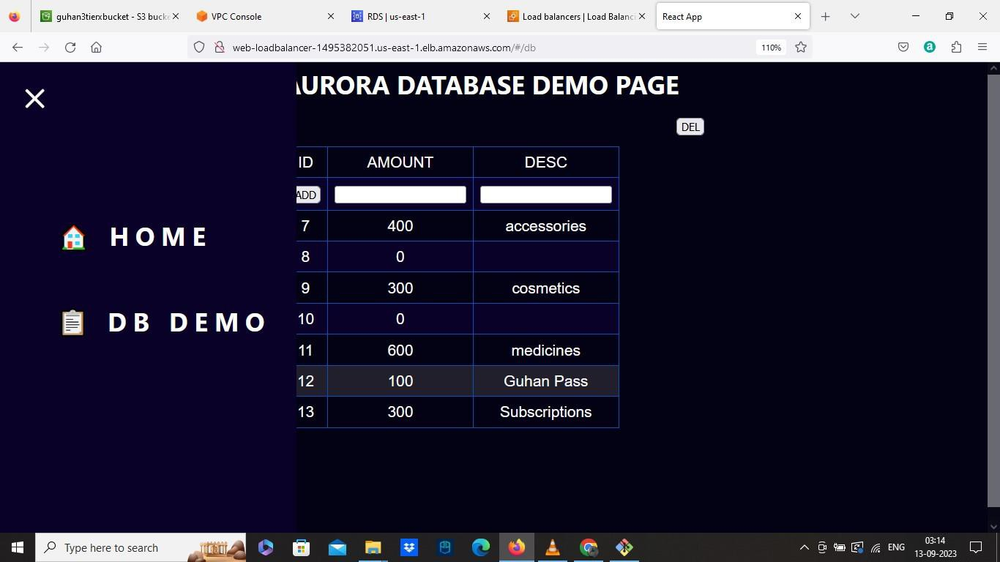 guhan3tierxbucket - S3 bucke
VPC Console
RDS | us-east-1
Load balancers | Load Balanci
React App
web-loadbalancer-1495382051.us-east-1.elb.amazonaws.com/#/db
110%
AURORA DATABASE DEMO PAGE
DEL
ID AMOUNT DESC
ADD
7 400 accessories
8 0
9 300 cosmetics
10 0
11 600 medicines
12 100 Guhan Pass
13 300 Subscriptions
HOME
DB DEMO
Type here to search
ENG
03:14
13-09-2023